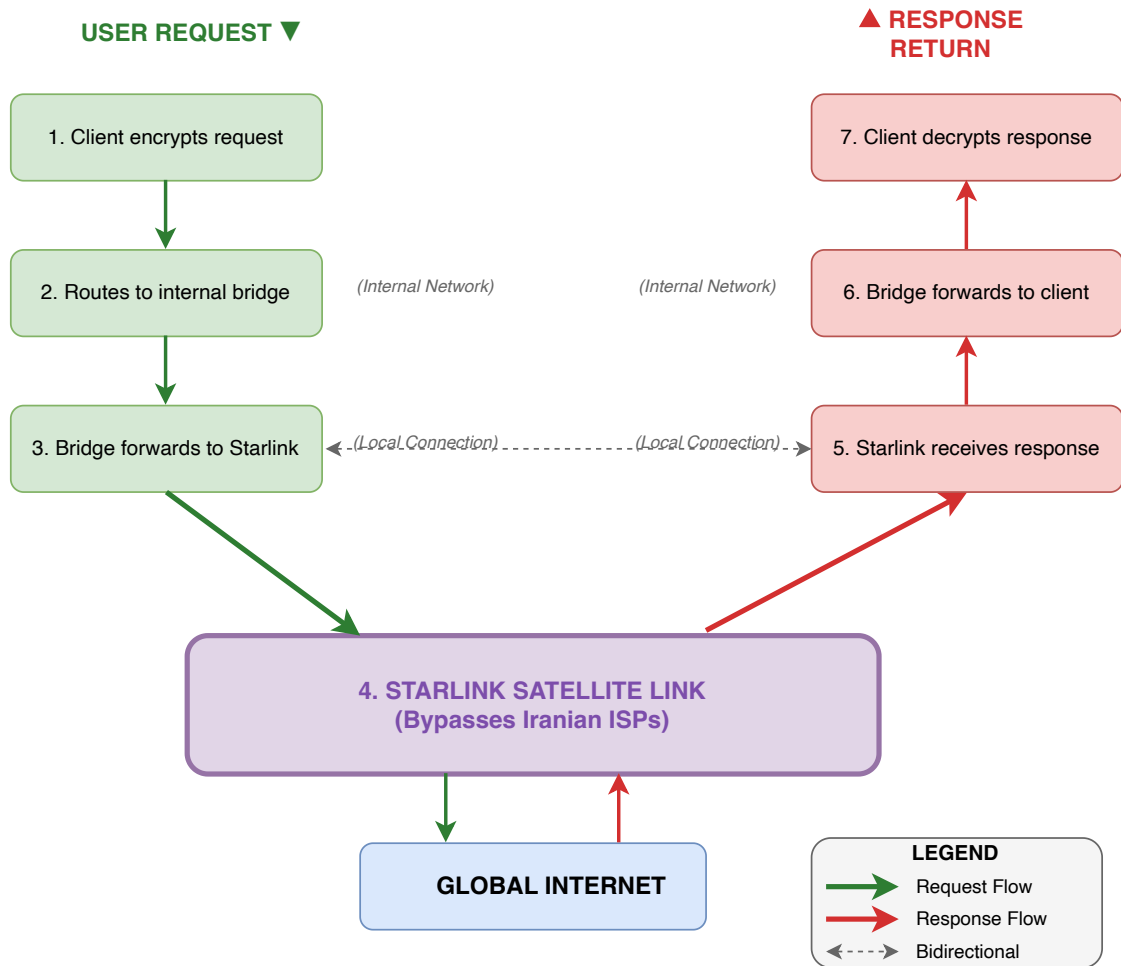 USER REQUEST ▼
▲ RESPONSE
RETURN
1. Client encrypts request
7. Client decrypts response
2. Routes to internal bridge
(Internal Network)
(Internal Network)
6. Bridge forwards to client
3. Bridge forwards to Starlink
(Local Connection)
(Local Connection)
5. Starlink receives response
4. STARLINK SATELLITE LINK
(Bypasses Iranian ISPs)
GLOBAL INTERNET
LEGEND
Request Flow
Response Flow
Bidirectional